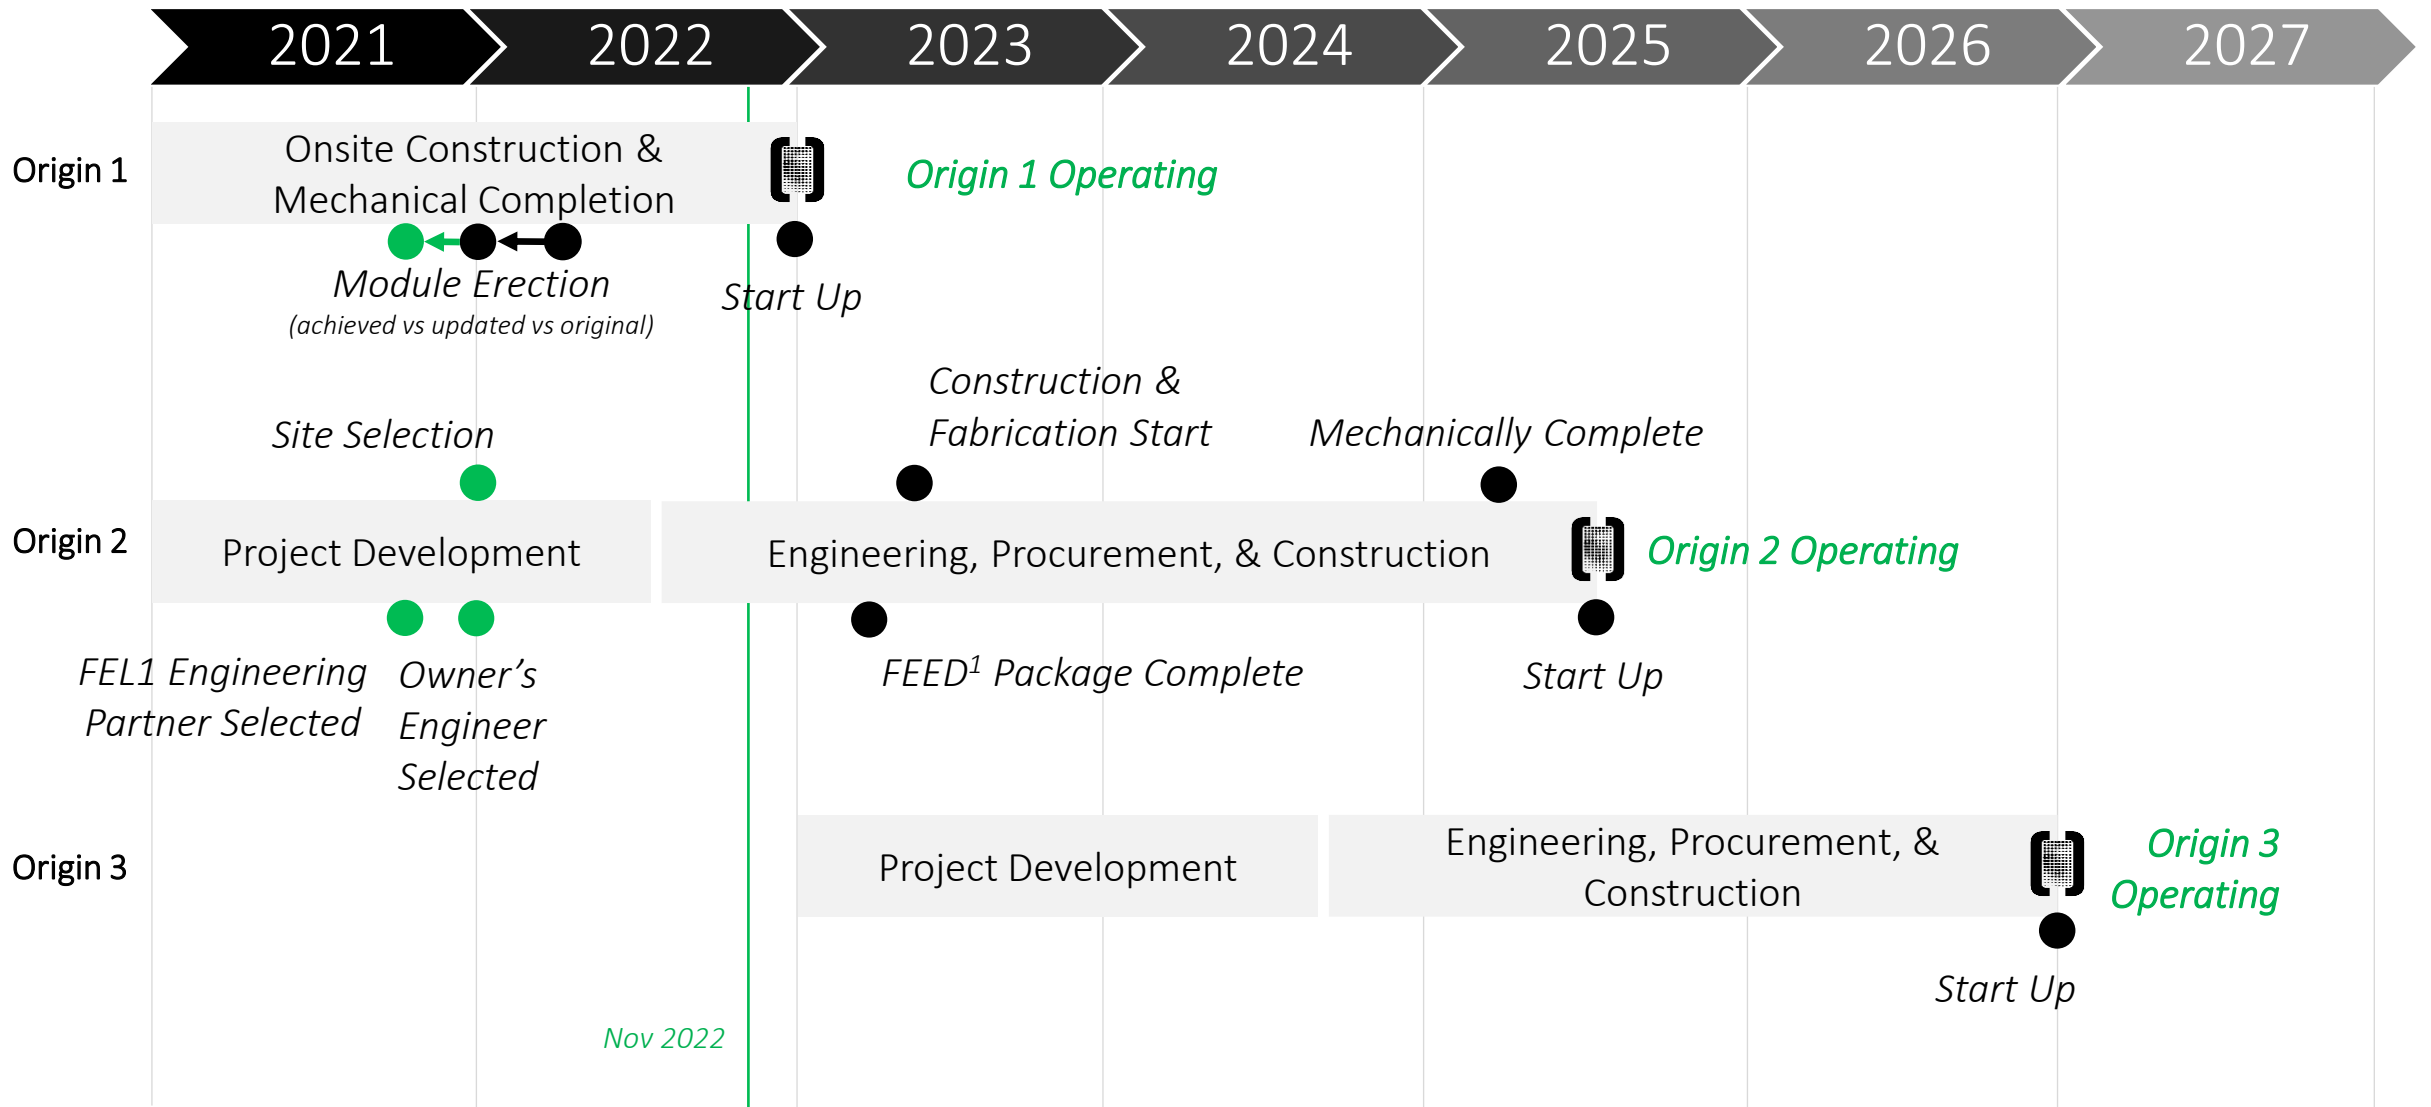 2021 2022 2023 2024 2025 2026 2027
Origin 1
Onsite Construction &
Mechanical Completion
Origin 1 Operating
Module Erection
(achieved vs updated vs original)
Start Up
Construction &
Fabrication Start
Site Selection
Mechanically Complete
Origin 2
Project Development
Engineering, Procurement, & Construction
Origin 2 Operating
FEL1 Engineering
Partner Selected
Owner’s
Engineer
Selected
FEED¹ Package Complete
Start Up
Origin 3
Project Development
Engineering, Procurement, &
Construction
Origin 3
Operating
Start Up
Nov 2022